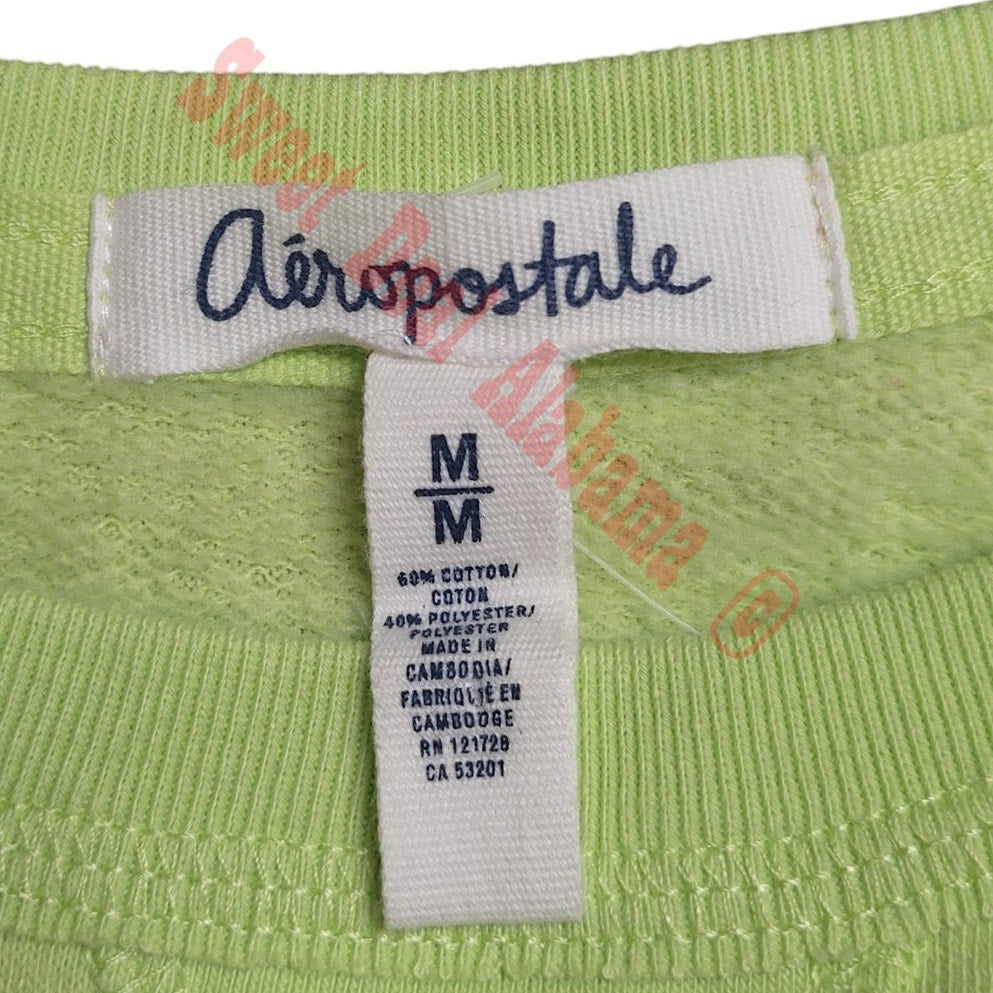 aéropostale
M
M
60% COTTON/
COTON
40% POLYESTER/
POLYESTER
MADE IN
CAMBODIA/
FABRIQUÉ EN
CAMBODGE
RN 121728
CA 53201
Sweet Deal Alabama ©